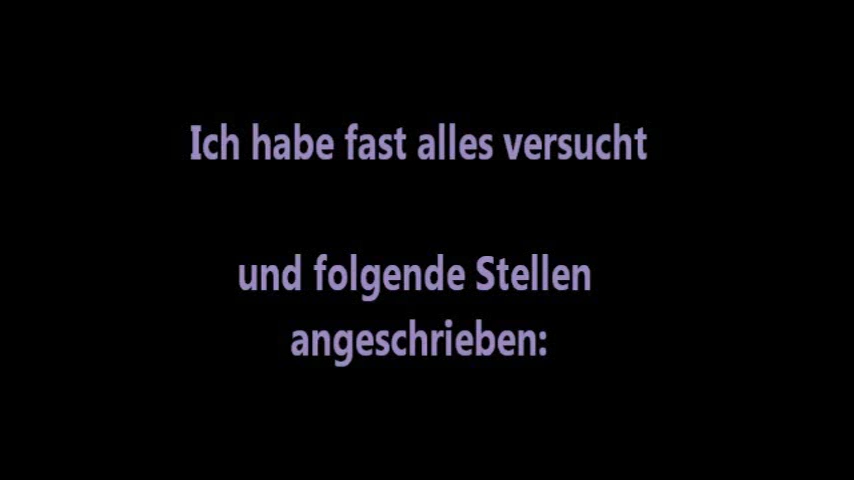 Ich habe fast alles versucht
und folgende Stellen
angeschrieben: